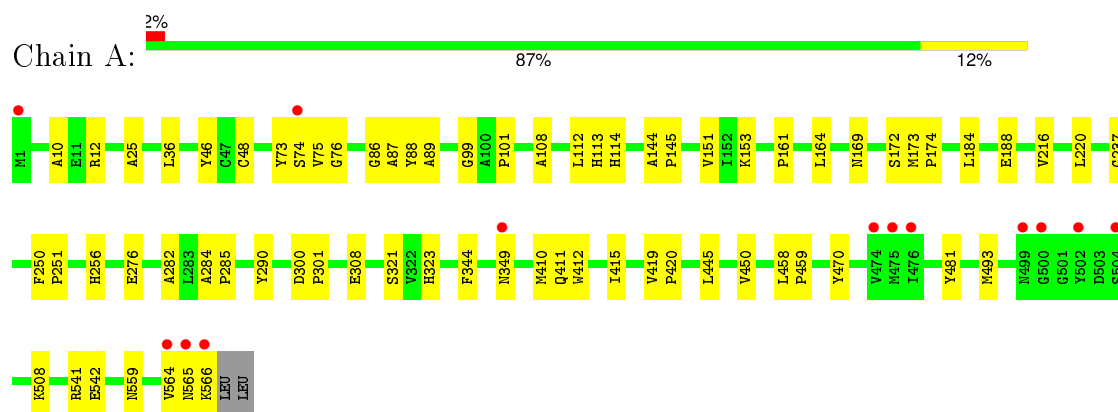 2%
Chain A:
87% 12%
M1 A10 E11 R12 A25 L36 Y46 C47 C48 Y73 S74 V75 G76 G86 A87 Y88 A89 G99 A100 P101 A108 L112 H113 H114 A144 P145 V151 I152 K153 P161 L164 N169 S172 M173 P174 L184 E188 V216 L220 G237
F250 P251 H256 E276 A282 L283 A284 P285 Y290 D300 P301 E308 S321 V322 H323 F344 N349 M410 Q411 W412 I415 V419 P420 L445 V450 L458 P459 Y470 V474 M475 I476 Y481 M493 N499 G500 G501 Y502 D503 S504
K508 R541 E542 N559 V564 N565 K566 LEU LEU